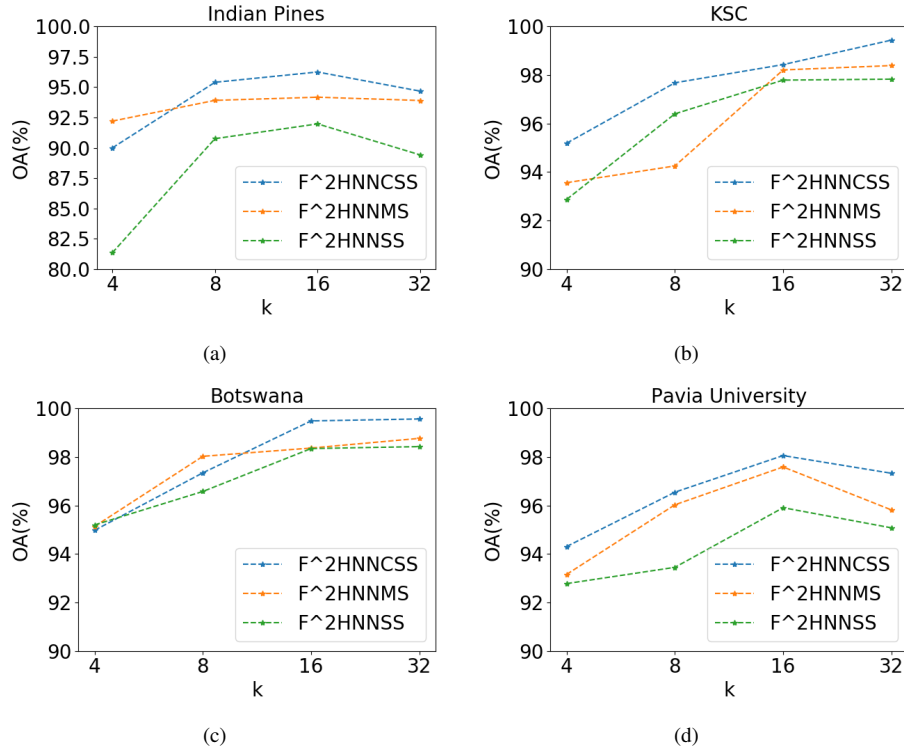 Indian Pines
100.0
97.5
95.0
92.5
90.0
87.5
85.0
82.5
80.0
OA(%)
F^2HNNCSS
F^2HNNMS
F^2HNNSS
4 8 16 32
k
(a)
KSC
100
98
96
94
92
90
OA(%)
F^2HNNCSS
F^2HNNMS
F^2HNNSS
4 8 16 32
k
(b)
Botswana
100
98
96
94
92
90
OA(%)
F^2HNNCSS
F^2HNNMS
F^2HNNSS
4 8 16 32
k
(c)
Pavia University
100
98
96
94
92
90
OA(%)
F^2HNNCSS
F^2HNNMS
F^2HNNSS
4 8 16 32
k
(d)